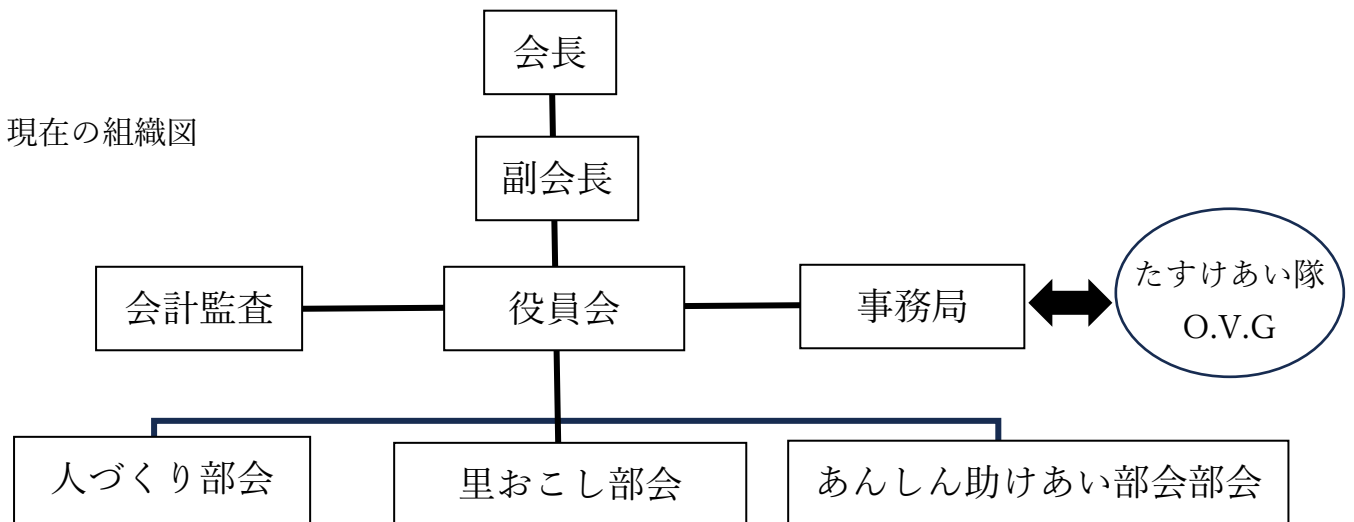 会長
現在の組織図
副会長
会計監査
役員会
事務局
たすけあい隊
O.V.G
人づくり部会
里おこし部会
あんしん助けあい部会部会